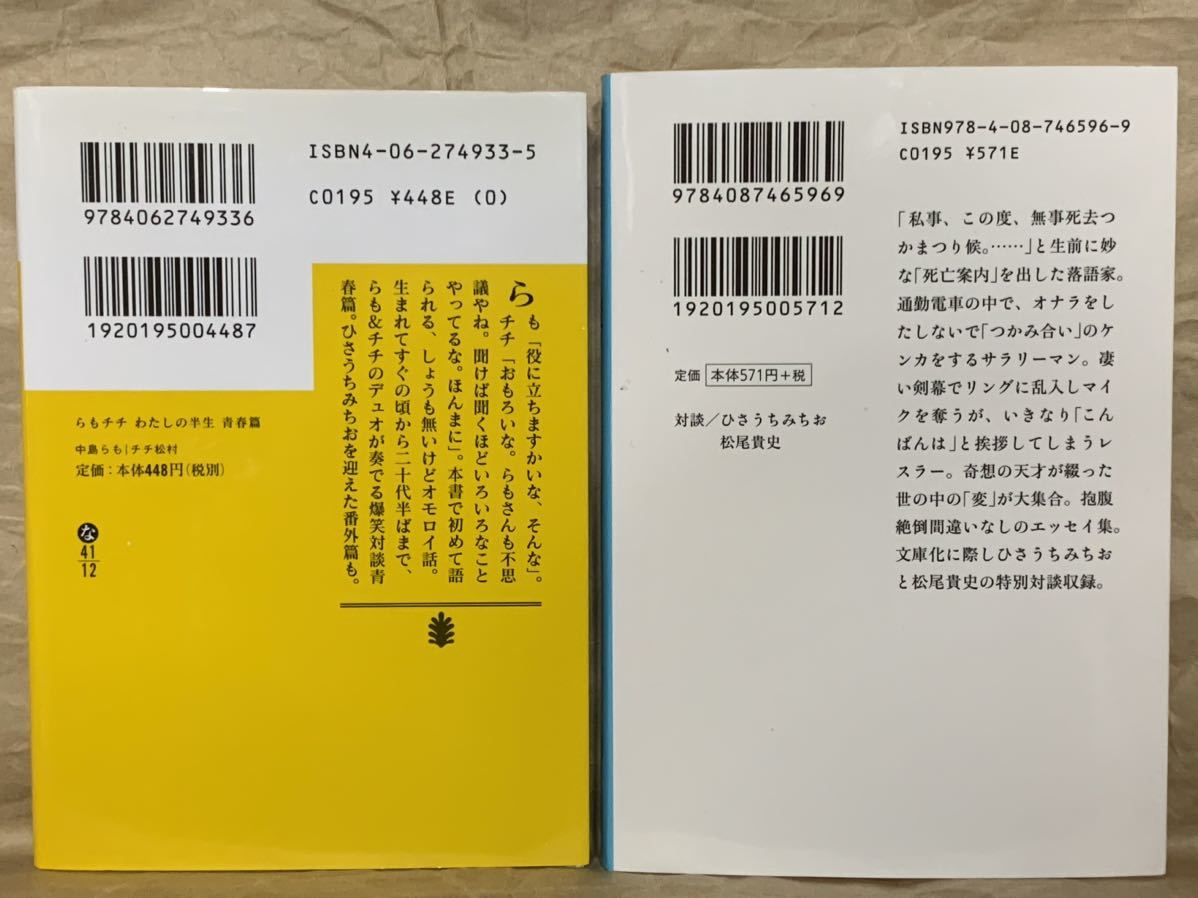 9784062749336
ISBN4-06-274933-5
C0195 ¥448E (0)
1920195004487
らもチチ わたしの半生 青春篇
中島らも|チチ松村
定価:本体448円(税別)
な
41
12
らも「役に立ちますかいな、そんな」。
チチ「おもろいな。らもさんも不思
議やね。聞けば聞くほどいろいろなこと
やってるな。ほんまに」。本書で初めて語
られる、しょうも無いけどオモロイ話。
生まれてすぐの頃から二十代半ばまで、
らも&チチのデュオが奏でる爆笑対談青
春篇。ひさうちみちおを迎えた番外篇も。
9784087465969
ISBN978-4-08-746596-9
C0195 ¥571E
1920195005712
定価 本体571円+税
対談/ひさうちみちお
松尾貴史
「私事、この度、無事死去つ
かまつり候。……」と生前に妙
な「死亡案内」を出した落語家。
通勤電車の中で、オナラをし
たしないで「つかみ合い」のケ
ンカをするサラリーマン。凄
い剣幕でリングに乱入しマイ
クを奪うが、いきなり「こん
ばんは」と挨拶してしまうレ
スラー。奇想の天才が綴った
世の中の「変」が大集合。抱腹
絶倒間違いなしのエッセイ集。
文庫化に際しひさうちみちお
と松尾貴史の特別対談収録。